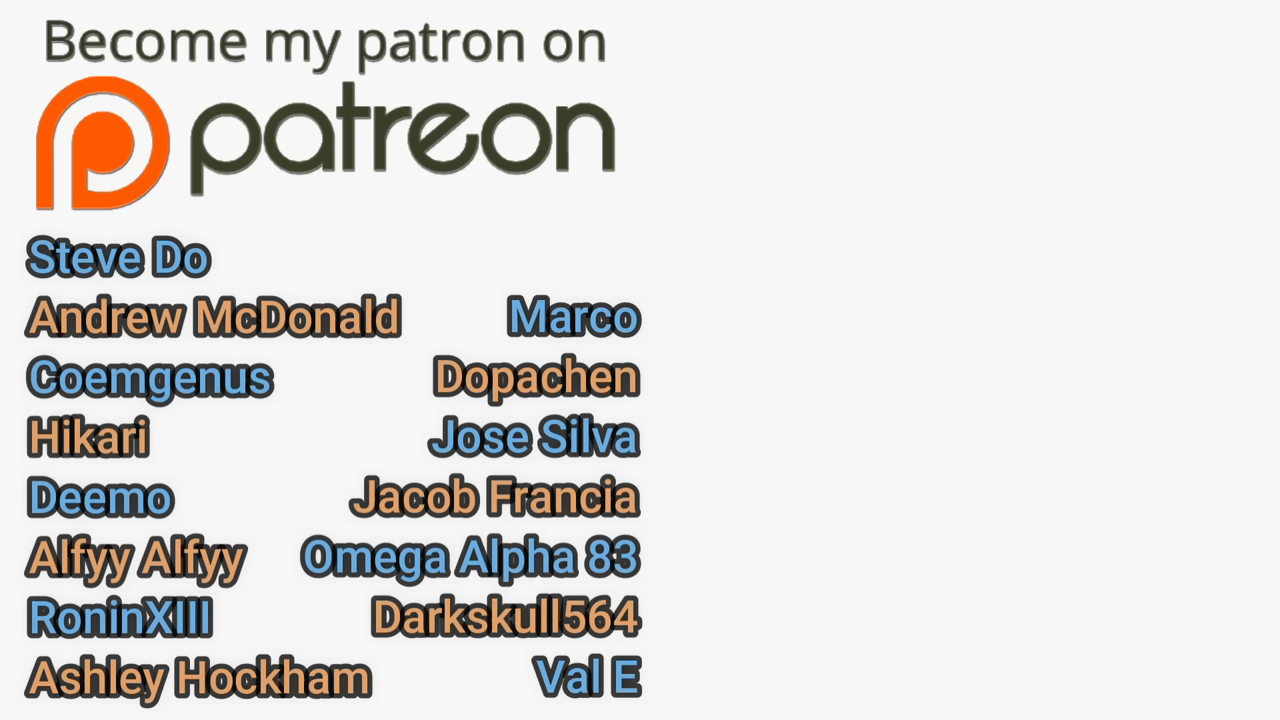 Become my patron on
patreon
Steve Do
Andrew McDonald Marco
Coemgenus Dopachen
Hikari Jose Silva
Deemo Jacob Francia
Alfyy Alfyy Omega Alpha 83
RoninXIII Darkskull564
Ashley Hockham Val E